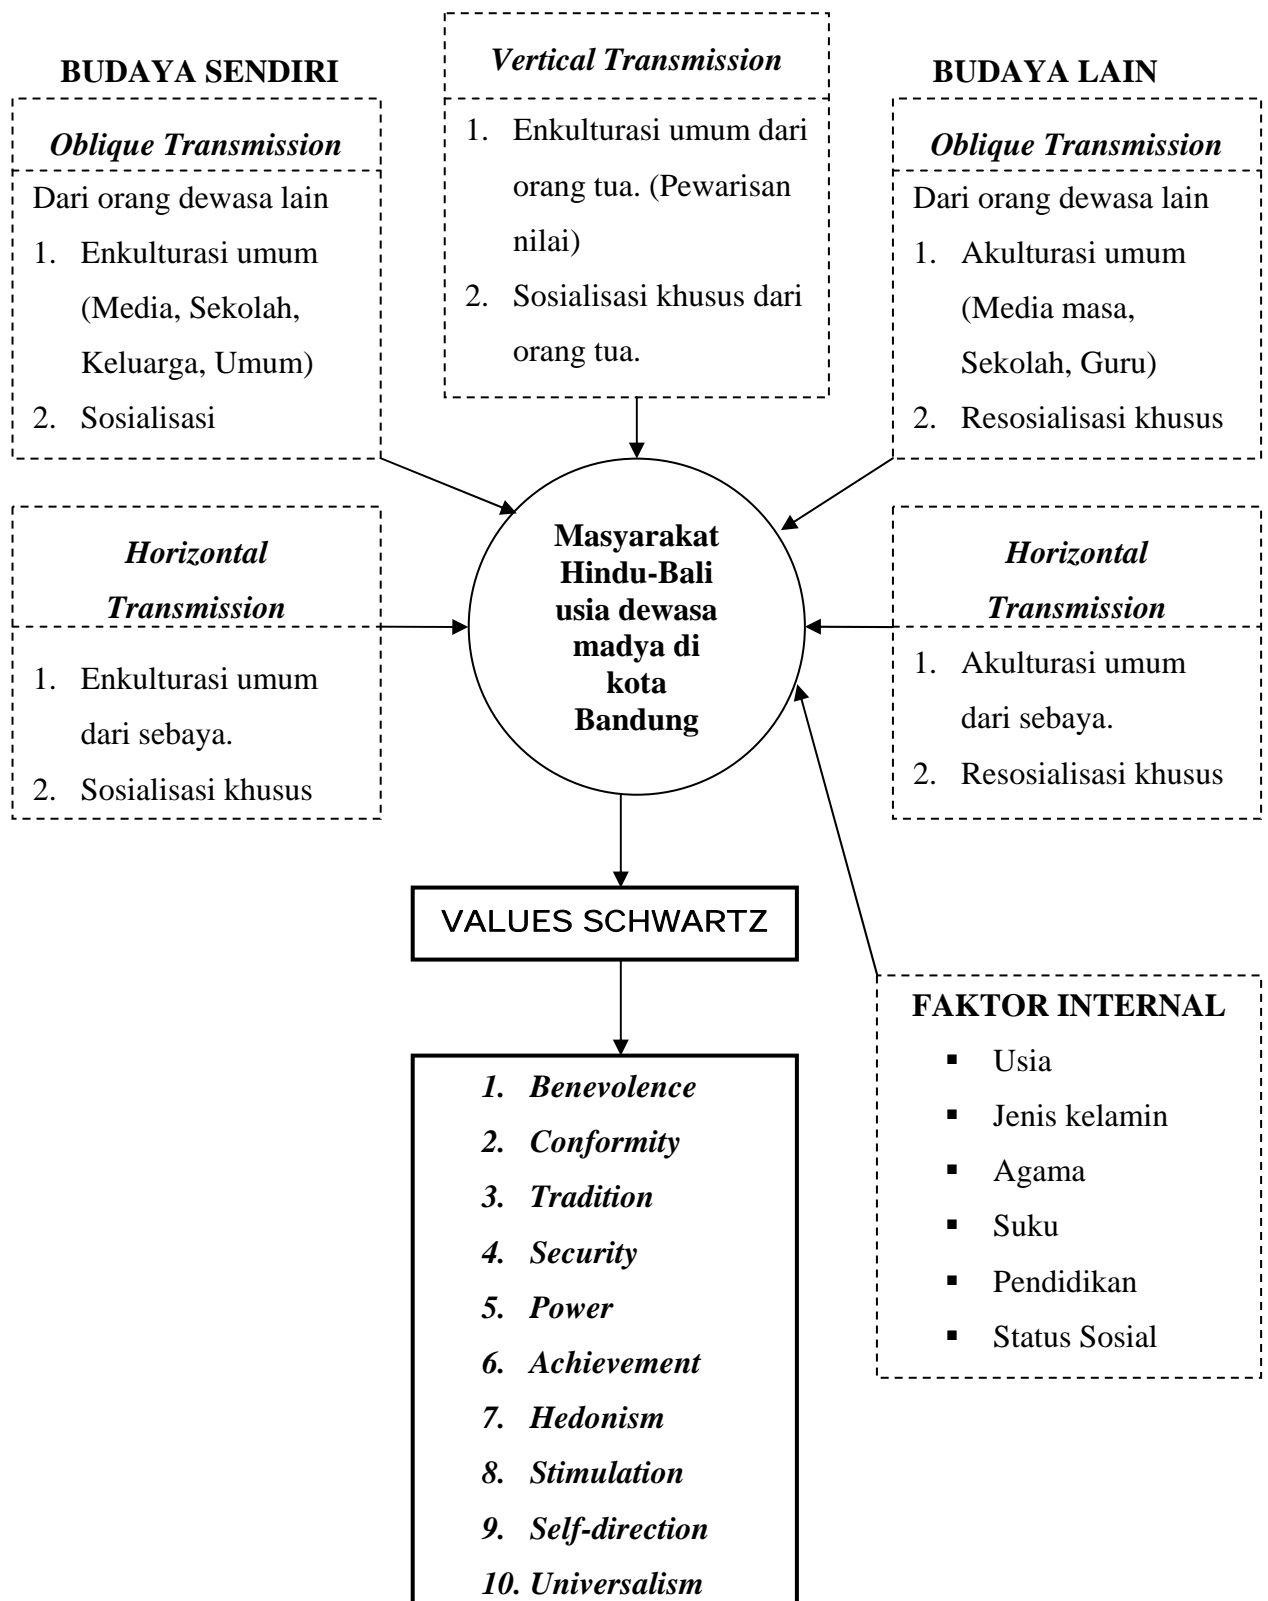 BUDAYA SENDIRI
Oblique Transmission
Dari orang dewasa lain
1. Enkulturasi umum
(Media, Sekolah,
Keluarga, Umum)
2. Sosialisasi
Horizontal
Transmission
1. Enkulturasi umum
dari sebaya.
2. Sosialisasi khusus
Vertical Transmission
1. Enkulturasi umum dari
orang tua. (Pewarisan
nilai)
2. Sosialisasi khusus dari
orang tua.
BUDAYA LAIN
Oblique Transmission
Dari orang dewasa lain
1. Akulturasi umum
(Media masa,
Sekolah, Guru)
2. Resosialisasi khusus
Horizontal
Transmission
1. Akulturasi umum
dari sebaya.
2. Resosialisasi khusus
Masyarakat
Hindu-Bali
usia dewasa
madya di
kota
Bandung
VALUES SCHWARTZ
1. Benevolence
2. Conformity
3. Tradition
4. Security
5. Power
6. Achievement
7. Hedonism
8. Stimulation
9. Self-direction
10. Universalism
FAKTOR INTERNAL
▪ Usia
▪ Jenis kelamin
▪ Agama
▪ Suku
▪ Pendidikan
▪ Status Sosial